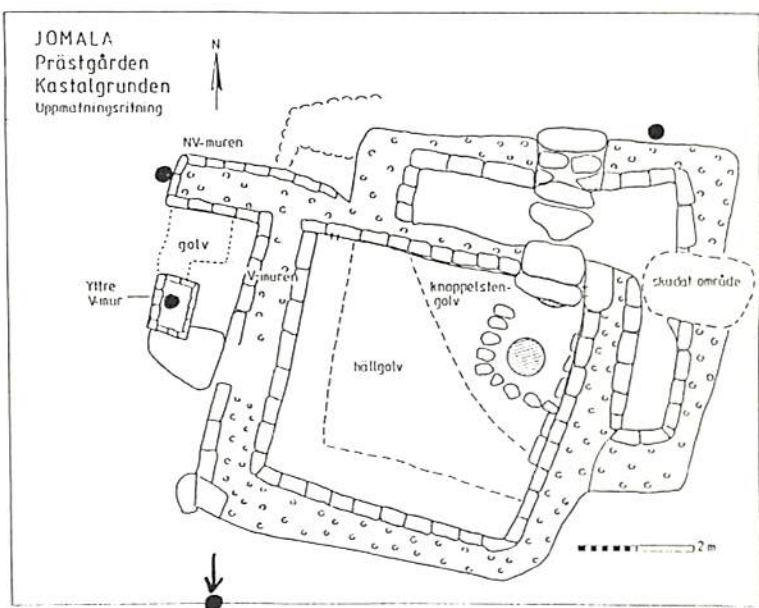 JOMALA
Prästgården
Kastalgrunden
Uppmätningsritning
N
NV-muren
golv
V-muren
Yttre
V-mur
knappelsten-
golv
hällgolv
skadat område
2 m